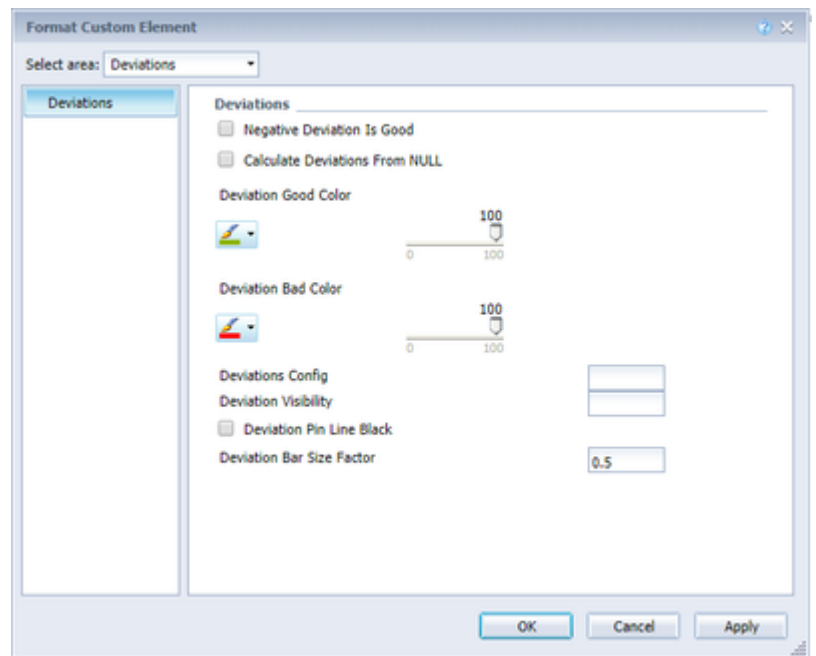 Format Custom Element
Select area: Deviations
Deviations
Deviations
Negative Deviation Is Good
Calculate Deviations From NULL
Deviation Good Color
100
0 100
Deviation Bad Color
100
0 100
Deviations Config
Deviation Visibility
Deviation Pin Line Black
Deviation Bar Size Factor 0.5
OK Cancel Apply